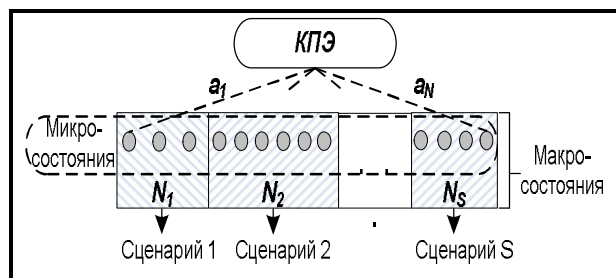 КПЭ
a1 aN
Микро-
состояния
Макро-
состояния
N1 N2 NS
Сценарий 1 Сценарий 2 Сценарий S